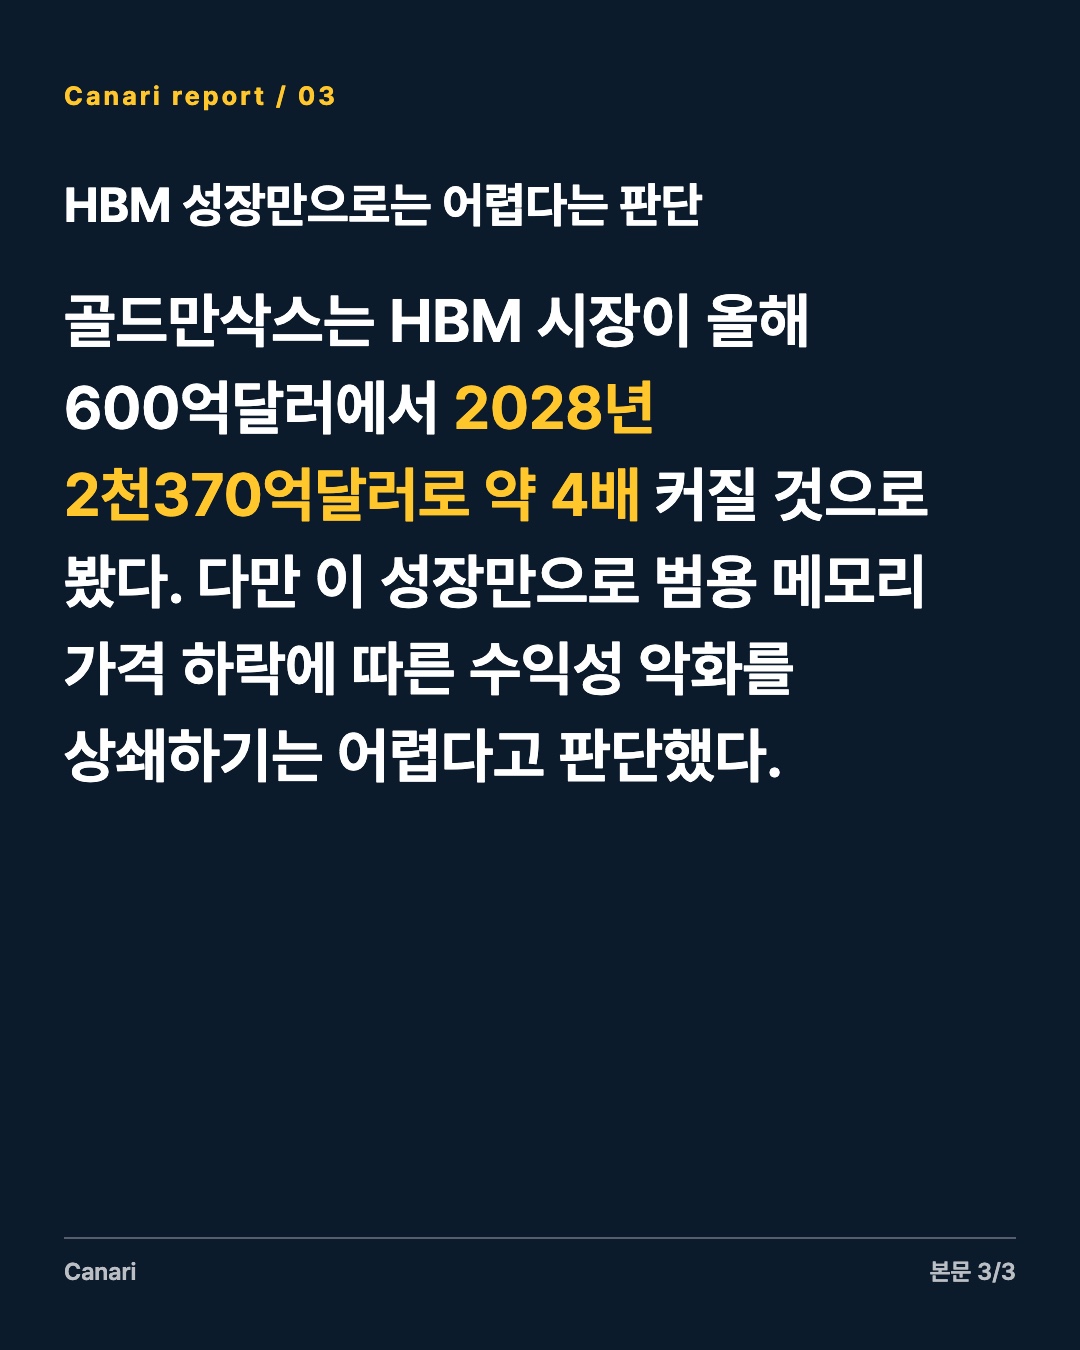 Canari report / 03
HBM 성장만으로는 어렵다는 판단
골드만삭스는 HBM 시장이 올해
600억달러에서 2028년
2천370억달러로 약 4배 커질 것으로
봤다. 다만 이 성장만으로 범용 메모리
가격 하락에 따른 수익성 악화를
상쇄하기는 어렵다고 판단했다.
Canari
본문 3/3